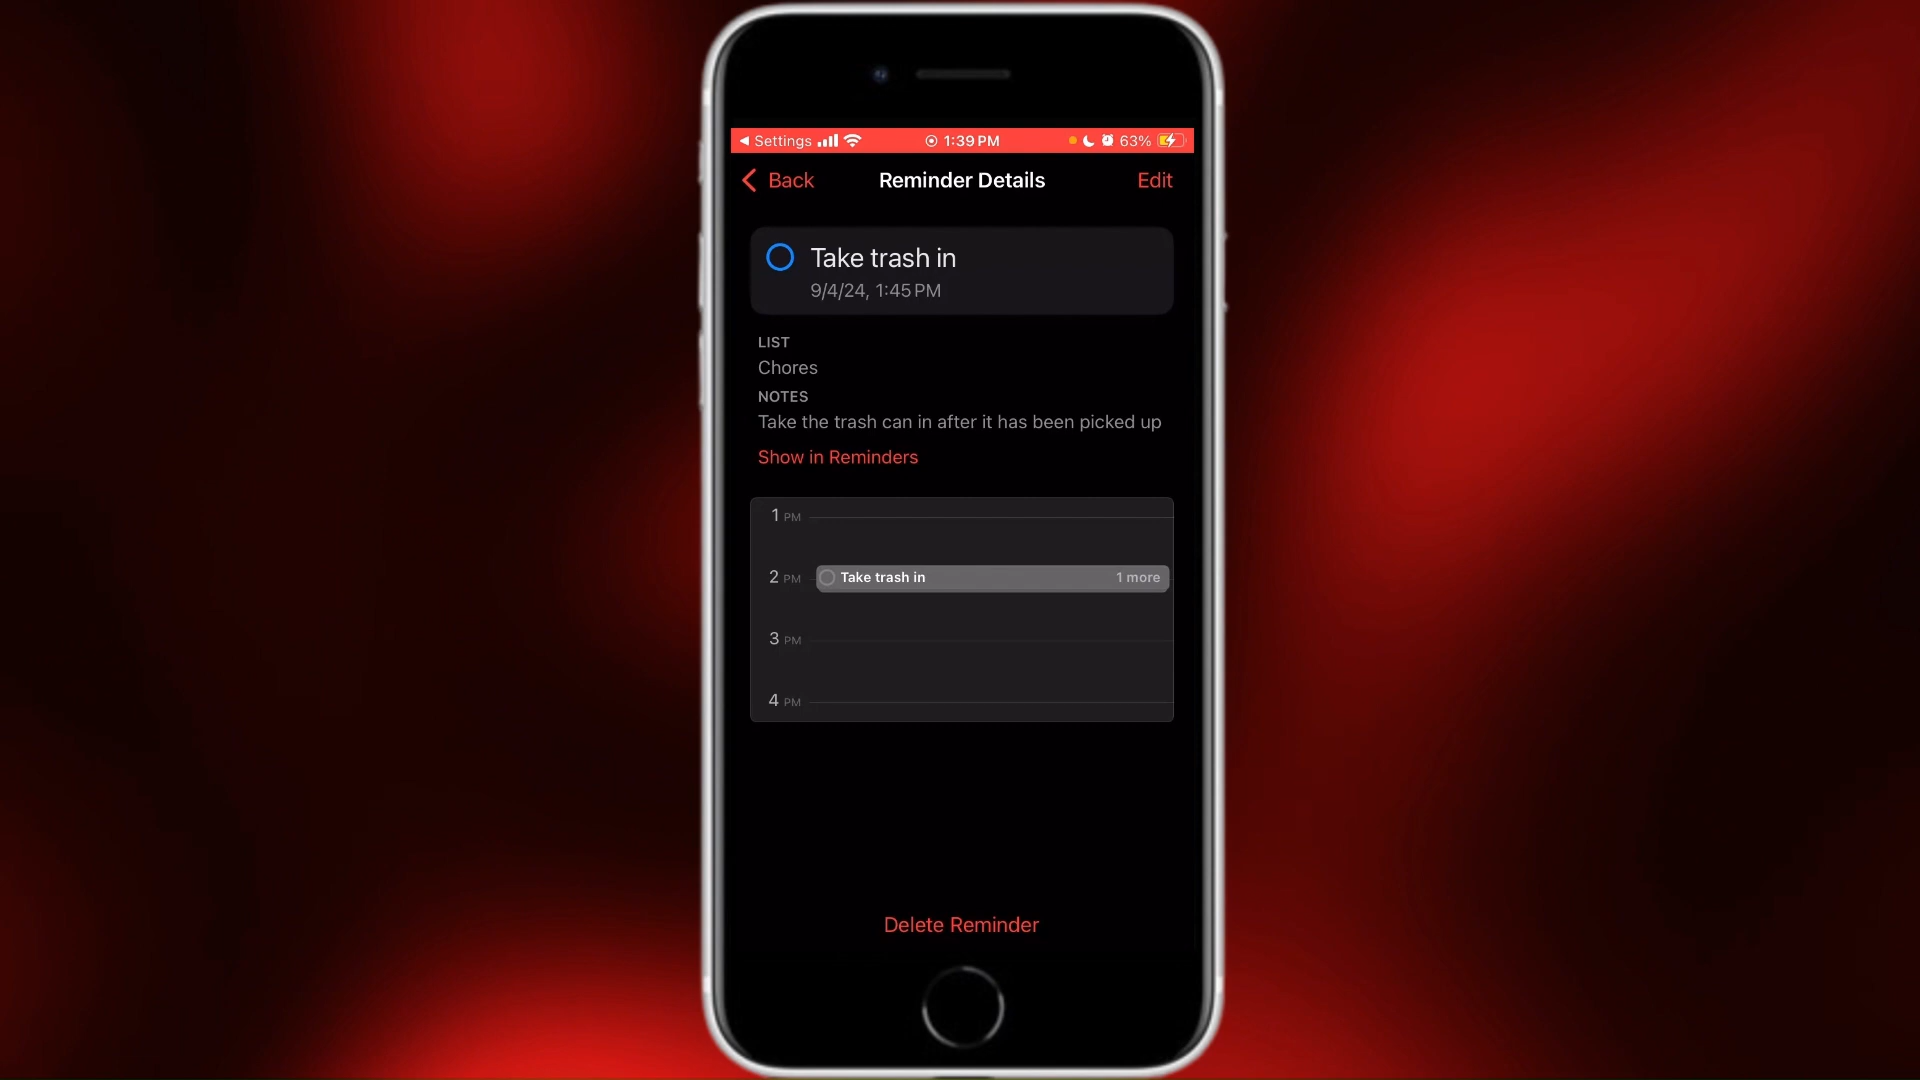 Settings 1:39 PM 63%
Back Reminder Details Edit
Take trash in
9/4/24, 1:45 PM
LIST
Chores
NOTES
Take the trash can in after it has been picked up
Show in Reminders
1 PM
2 PM Take trash in 1 more
3 PM
4 PM
Delete Reminder